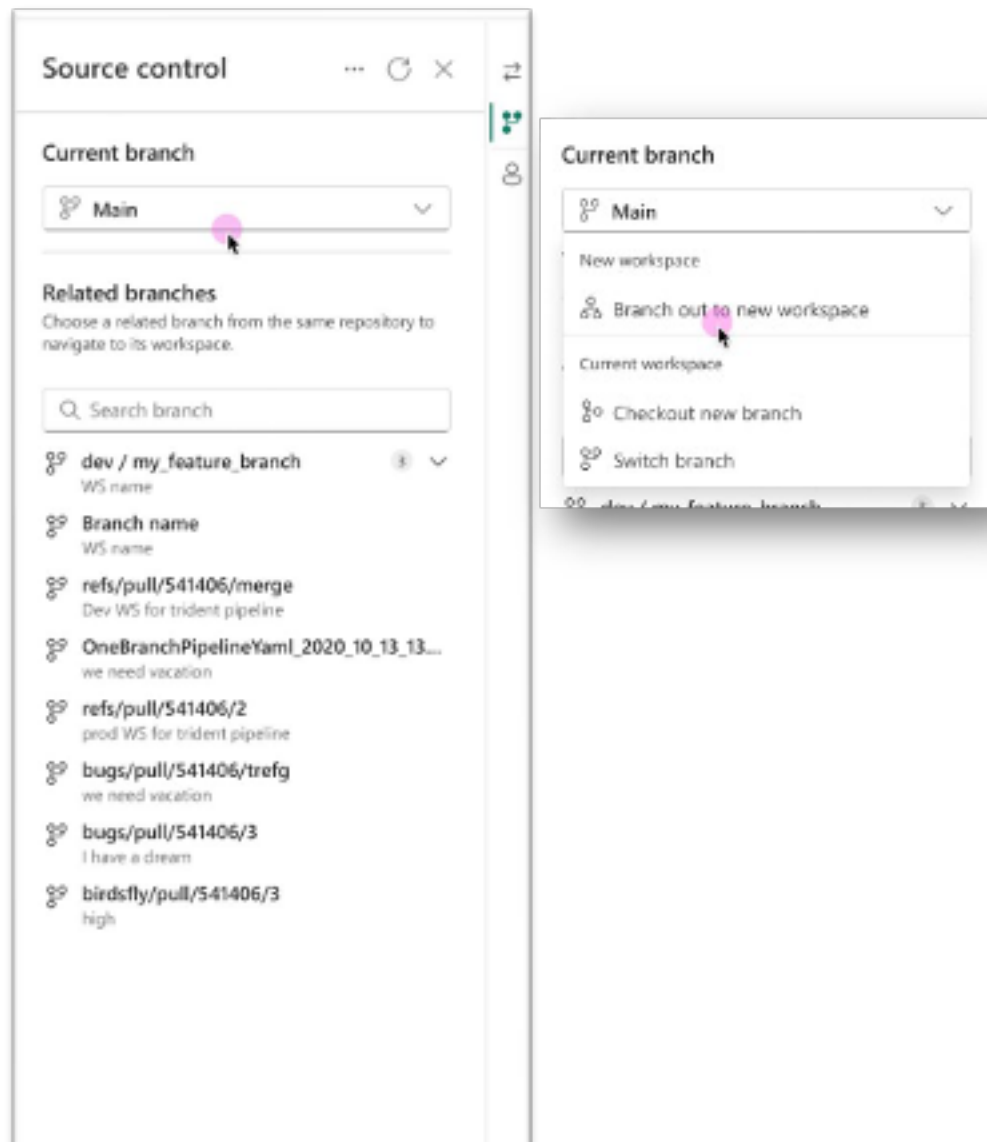 Source control
Current branch
Main
Related branches
Choose a related branch from the same repository to
navigate to its workspace.
Search branch
dev / my_feature_branch 3
WS name
Branch name
WS name
refs/pull/541406/merge
Dev WS for trident pipeline
OneBranchPipelineYaml_2020_10_13_13...
we need vacation
refs/pull/541406/2
prod WS for trident pipeline
bugs/pull/541406/trefg
we need vacation
bugs/pull/541406/3
I have a dream
birdsfly/pull/541406/3
high
Current branch
Main
New workspace
Branch out to new workspace
Current workspace
Checkout new branch
Switch branch
dev / my_feature_branch